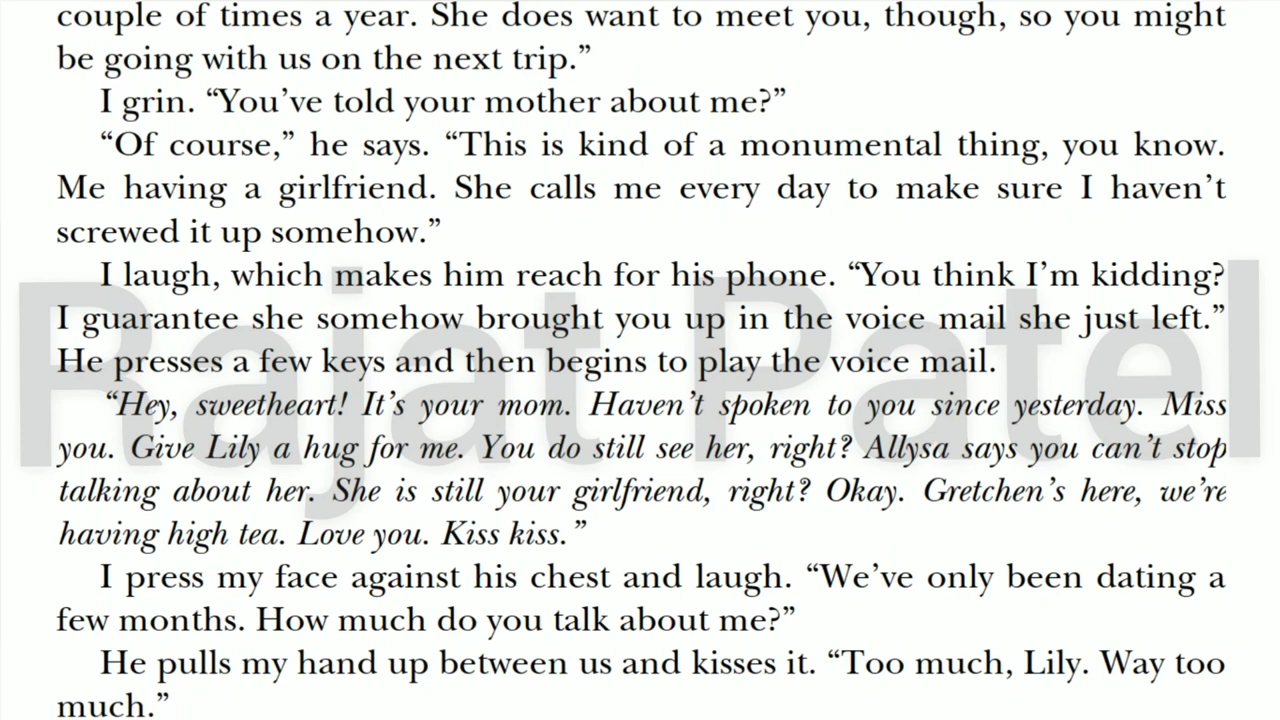 couple of times a year. She does want to meet you, though, so you might
be going with us on the next trip.”
I grin. “You’ve told your mother about me?”
“Of course,” he says. “This is kind of a monumental thing, you know.
Me having a girlfriend. She calls me every day to make sure I haven’t
screwed it up somehow.”
I laugh, which makes him reach for his phone. “You think I’m kidding?
I guarantee she somehow brought you up in the voice mail she just left.”
He presses a few keys and then begins to play the voice mail.
Rajat Patel
“Hey, sweetheart! It’s your mom. Haven’t spoken to you since yesterday. Miss
you. Give Lily a hug for me. You do still see her, right? Allysa says you can’t stop
talking about her. She is still your girlfriend, right? Okay. Gretchen’s here, we’re
having high tea. Love you. Kiss kiss.”
I press my face against his chest and laugh. “We’ve only been dating a
few months. How much do you talk about me?”
He pulls my hand up between us and kisses it. “Too much, Lily. Way too
much.”